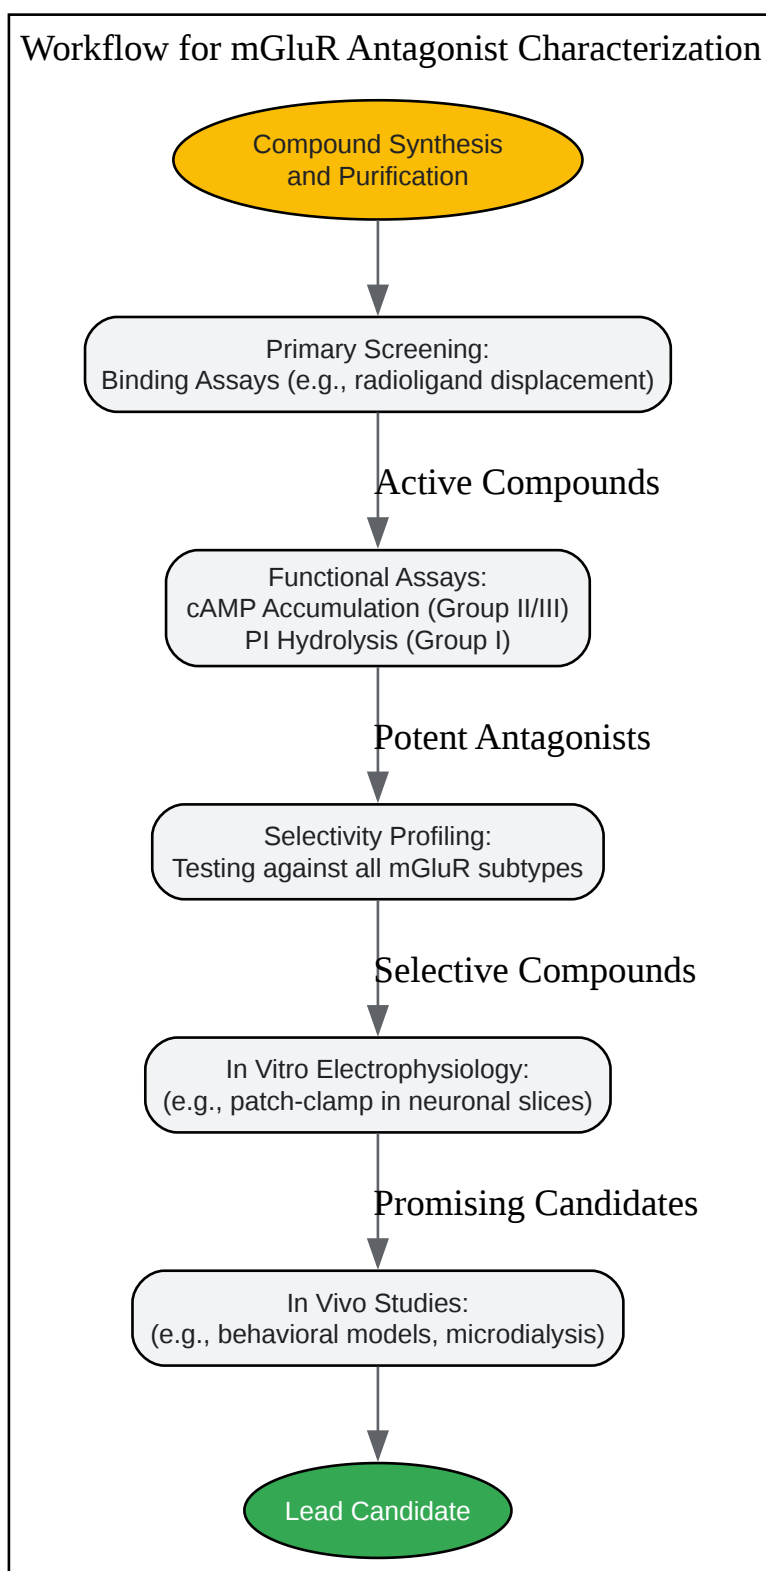 Workflow for mGluR Antagonist Characterization
Compound Synthesis
and Purification
Primary Screening:
Binding Assays (e.g., radioligand displacement)
Active Compounds
Functional Assays:
cAMP Accumulation (Group II/III)
PI Hydrolysis (Group I)
Potent Antagonists
Selectivity Profiling:
Testing against all mGluR subtypes
Selective Compounds
In Vitro Electrophysiology:
(e.g., patch-clamp in neuronal slices)
Promising Candidates
In Vivo Studies:
(e.g., behavioral models, microdialysis)
Lead Candidate